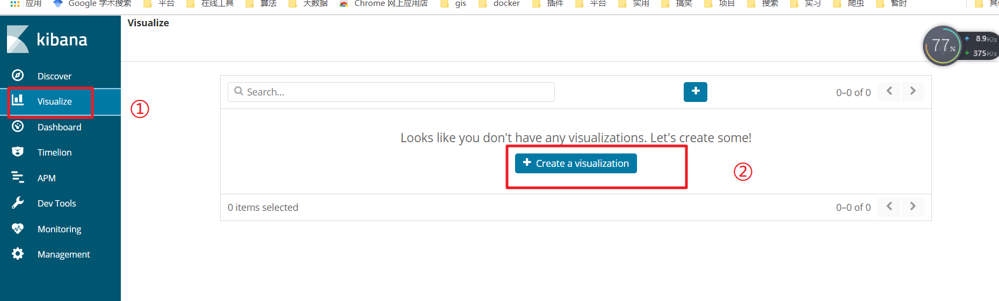 应用 Google 学术搜索 平台 在线工具 算法 大数据 Chrome 网上应用店 gis docker 插件 平台 实用 搞笑 项目 搜索 实习 爬虫 暂时
kibana
Visualize
77%
8.9K/s
375K/s
Discover
Visualize
①
Dashboard
Timelion
APM
Dev Tools
Monitoring
Management
Search...
+
0–0 of 0
Looks like you don't have any visualizations. Let's create some!
+ Create a visualization
②
0 items selected
0–0 of 0